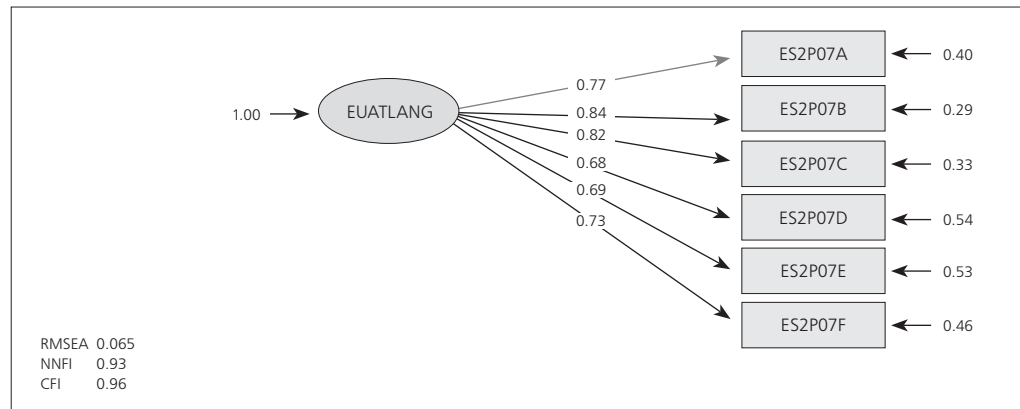 ES2P07A
0.40
0.77
1.00
EUATLANG
0.84
ES2P07B
0.29
0.82
ES2P07C
0.33
0.68
0.69
ES2P07D
0.54
0.73
ES2P07E
0.53
ES2P07F
0.46
RMSEA 0.065
NNFI 0.93
CFI 0.96